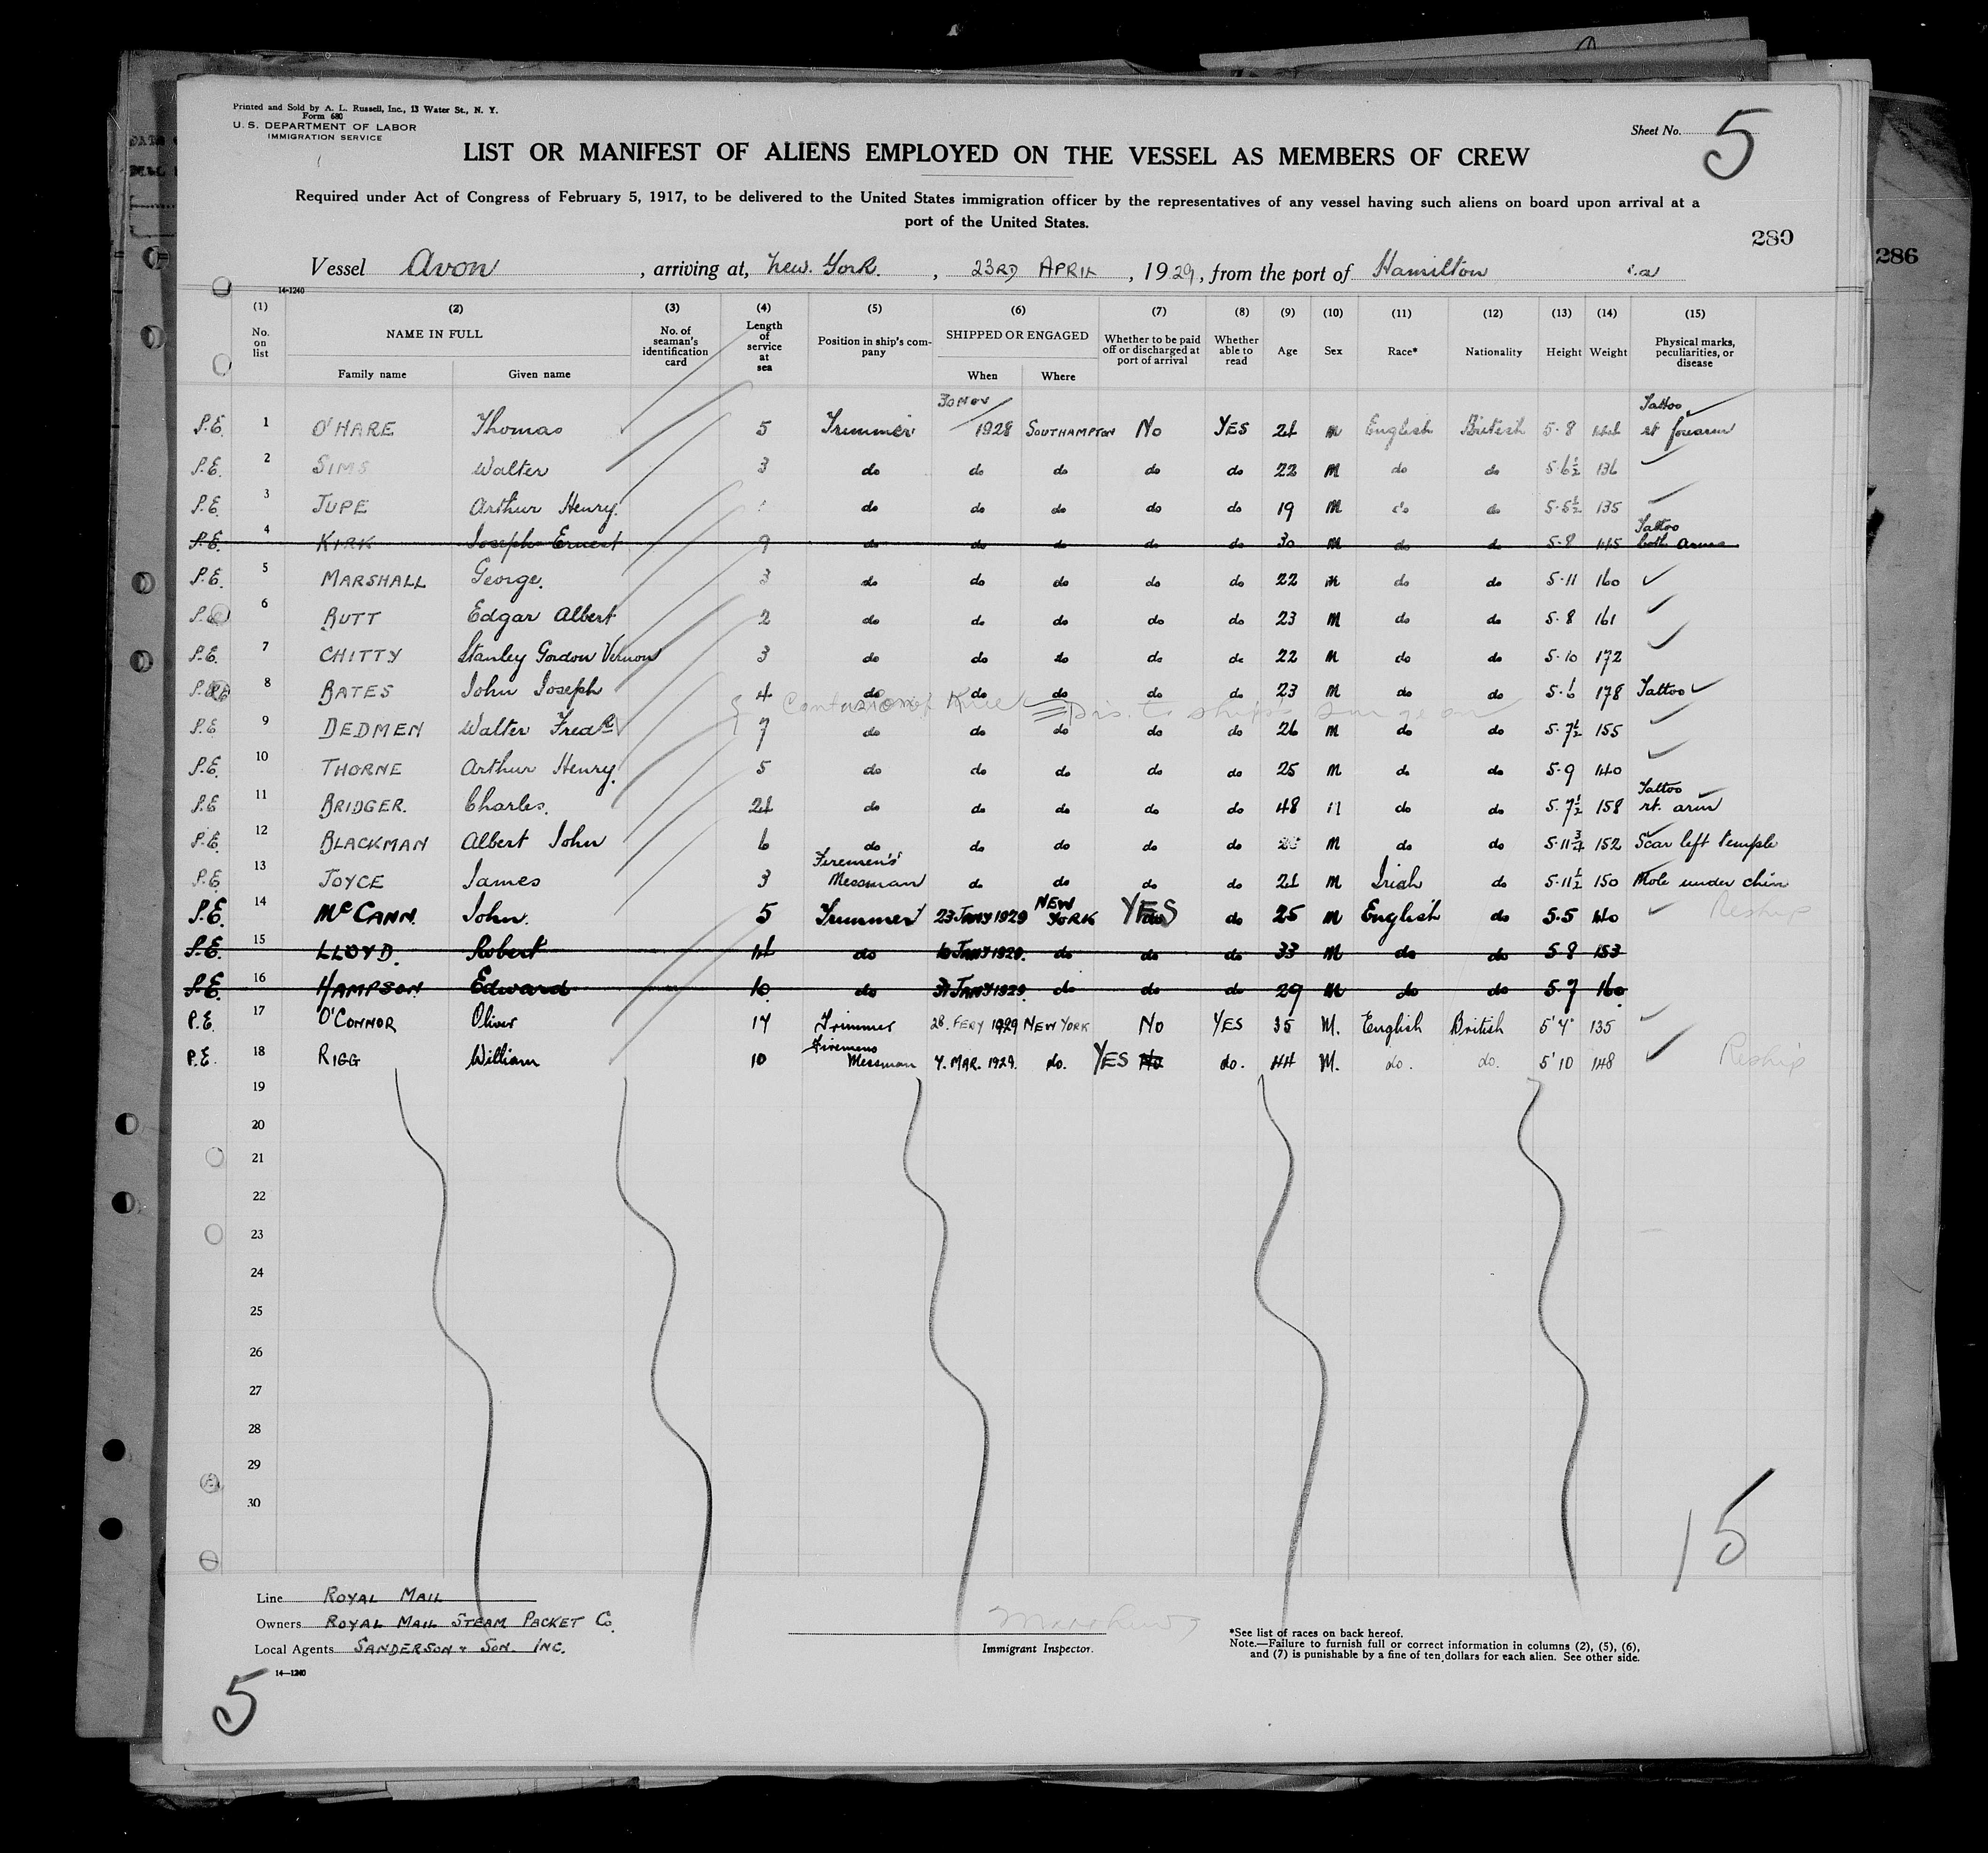 Printed and Sold by A. L. Russell, Inc., 13 Water St., N. Y.
Form 680
U. S. DEPARTMENT OF LABOR
IMMIGRATION SERVICE
Sheet No. 5
LIST OR MANIFEST OF ALIENS EMPLOYED ON THE VESSEL AS MEMBERS OF CREW
Required under Act of Congress of February 5, 1917, to be delivered to the United States immigration officer by the representatives of any vessel having such aliens on board upon arrival at a
port of the United States.
280
286
Vessel Avon, arriving at, New. York., 23RD APRIL, 1929, from the port of Hamilton
14-1240
(1) (2) (3) (4) (5) (6) (7) (8) (9) (10) (11) (12) (13) (14) (15)
No. on list NAME IN FULL Family name Given name No. of seaman's identification card Length of service at sea Position in ship's company SHIPPED OR ENGAGED When Where Whether to be paid off or discharged at port of arrival Whether able to read Age Sex Race* Nationality Height Weight Physical marks, peculiarities, or disease
P.E. 1 O'HARE Thomas 5 Trimmer 30 Nov 1928 SOUTHAMPTON No YES 21 M English British 5-8 Tattoo rt forearm
P.E. 2 SIMS Walter 3 do do do do do 22 M do do 5-6½ 136
P.E. 3 JUPE Arthur Henry. do do do do do 19 M do do 5-5½ 135
P.E. 4 KIRK Joseph Ernest 9 do do do do do 30 M do do 5-8 145 Tattoo both arms
P.E. 5 MARSHALL George. 3 do do do do do 22 M do do 5-11 160
6 BUTT Edgar Albert 2 do do do do do 23 M do do 5-8 161
P.E. 7 CHITTY Stanley Gordon Vernon 3 do do do do do 22 M do do 5-10 172
8 BATES John Joseph 4 do do do do do 23 M do do 5-6 178 Tattoo
Contusion of Knee Dis. to ship's Surgeon
P.E. 9 DEDMEN Walter Fredk 7 do do do do do 26 M do do 5-7½ 155
P.E. 10 THORNE Arthur Henry. 5 do do do do do 25 M do do 5-9 140
P.E 11 BRIDGER. Charles. 24 do do do do do 48 M do do 5-7½ 158 Tattoo rt. arm
P.E. 12 BLACKMAN Albert John 6 do do do do do M do do 5-11¾ 152 Scar left temple
P.E. 13 JOYCE James 3 Firemen's Messman do do do do 21 M Irish do 5-11½ 150 Mole under chin
P.E. 14 McCANN. John. 5 Trimmer 23 JANY 1929 NEW YORK YES do 25 M English do 5-5 140 Reship
P.E. 15 LLOYD. Robert 14 do JANY 1929. do do do 33 M do do 5-8 153
P.E. 16 HAMPSON Edward 10 do 31 JANY 1929 do do do 29 M do do 5-7 160
P.E. 17 O'CONNOR Oliver 14 Trimmer 28. FERY 1929 NEW YORK No YES 35 M. English British 5'4" 135
P.E. 18 RIGG William 10 Firemens Messman 4. MAR. 1929. do. YES No do. 44 M. do. do. 5'10 148 Reship
19
20
21
22
23
24
25
26
27
28
29
30
15
Line ROYAL MAIL
Owners ROYAL MAIL STEAM PACKET Co.
Local Agents SANDERSON & SON. INC.
14-1240
Immigrant Inspector.
*See list of races on back hereof.
Note.—Failure to furnish full or correct information in columns (2), (5), (6),
and (7) is punishable by a fine of ten dollars for each alien. See other side.
5